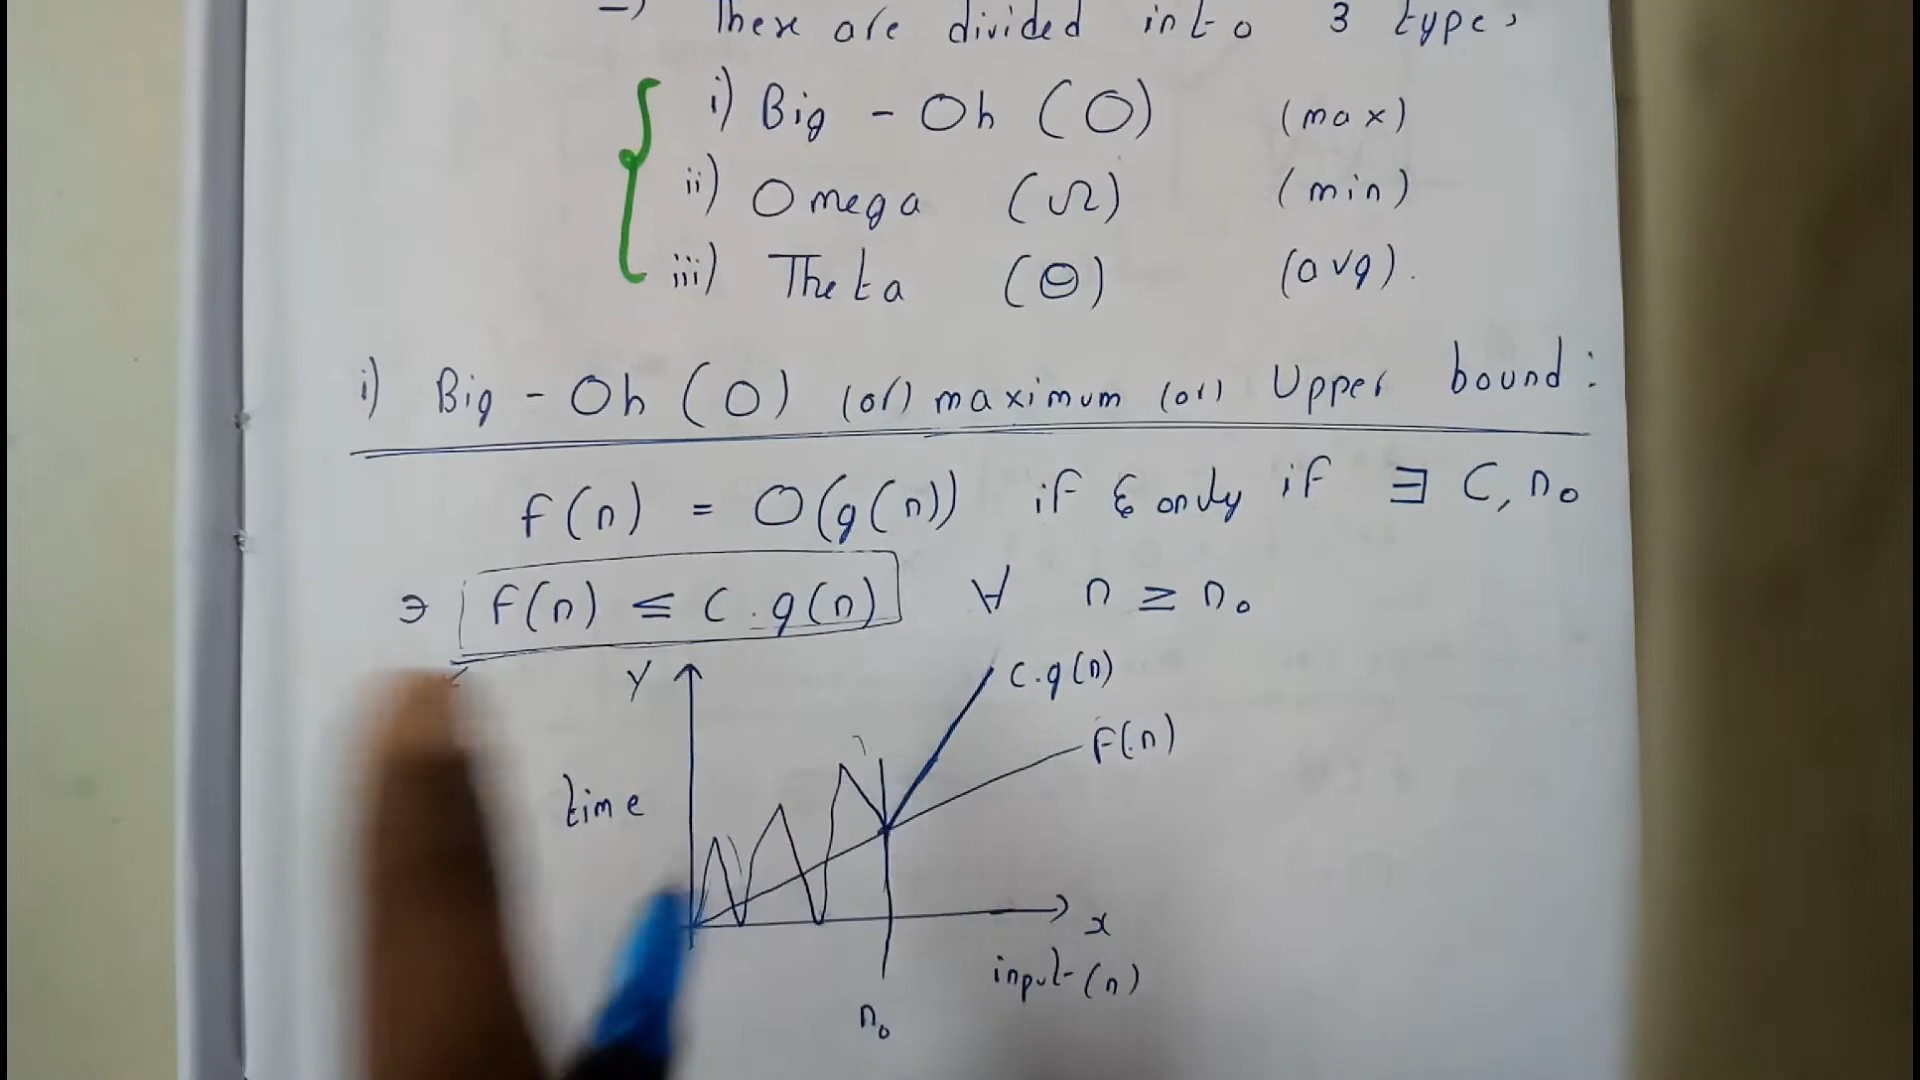 → There are divided into 3 types
i) Big - Oh (O) (max)
ii) Omega (Ω) (min)
iii) Theta (Θ) (avg).
i) Big - Oh (O) (or) maximum (or) Upper bound :
f(n) = O(g(n)) if & only if ∃ C, n₀
∋ f(n) ≤ C . g(n) ∀ n ≥ n₀
Y
C.g(n)
F(n)
time
x
input (n)
n₀